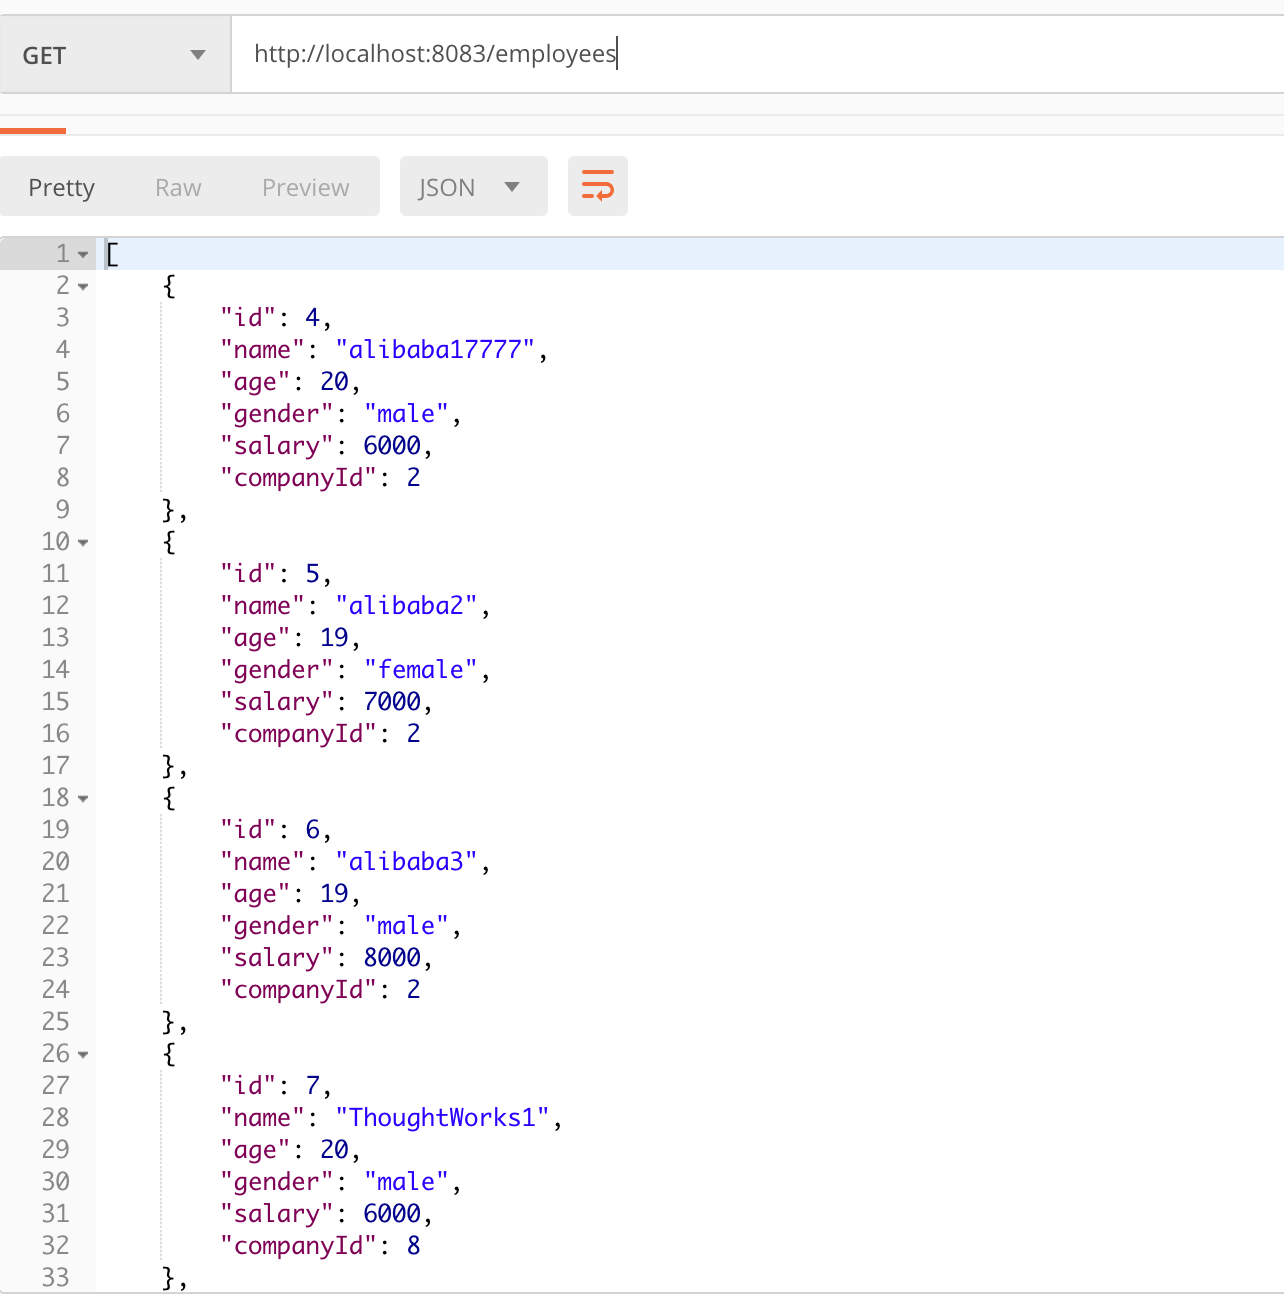 GET http://localhost:8083/employees
Pretty Raw Preview JSON
1 [
2 {
3 "id": 4,
4 "name": "alibaba17777",
5 "age": 20,
6 "gender": "male",
7 "salary": 6000,
8 "companyId": 2
9 },
10 {
11 "id": 5,
12 "name": "alibaba2",
13 "age": 19,
14 "gender": "female",
15 "salary": 7000,
16 "companyId": 2
17 },
18 {
19 "id": 6,
20 "name": "alibaba3",
21 "age": 19,
22 "gender": "male",
23 "salary": 8000,
24 "companyId": 2
25 },
26 {
27 "id": 7,
28 "name": "ThoughtWorks1",
29 "age": 20,
30 "gender": "male",
31 "salary": 6000,
32 "companyId": 8
33 },